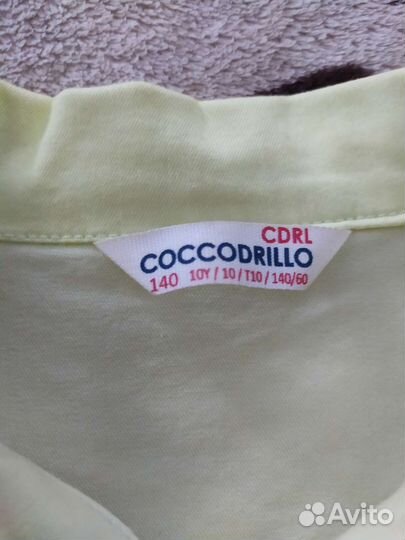 CDRL
COCCODRILLO
140 10Y / 10 / T10 / 140/60
Avito